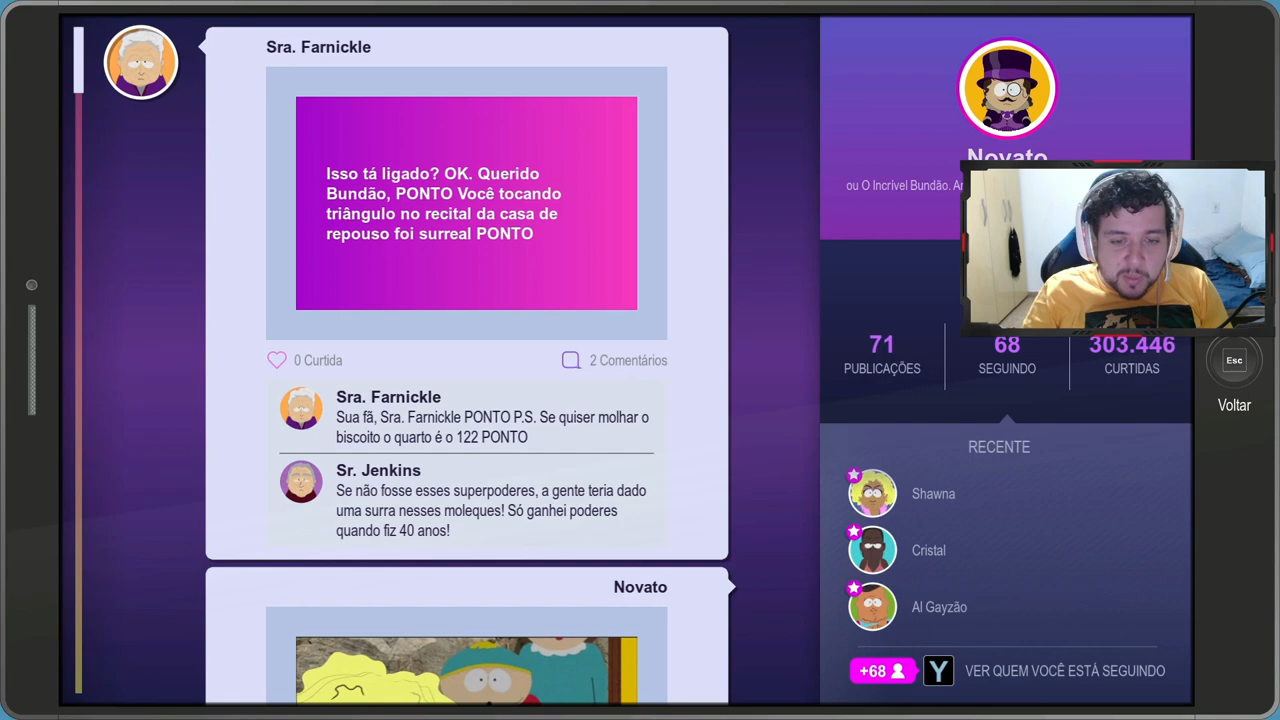 Sra. Farnickle
Isso tá ligado? OK. Querido
Bundão, PONTO Você tocando
triângulo no recital da casa de
repouso foi surreal PONTO
0 Curtida
2 Comentários
Sra. Farnickle
Sua fã, Sra. Farnickle PONTO P.S. Se quiser molhar o
biscoito o quarto é o 122 PONTO
Sr. Jenkins
Se não fosse esses superpoderes, a gente teria dado
uma surra nesses moleques! Só ganhei poderes
quando fiz 40 anos!
Novato
Novato
ou O Incrível Bundão.
71
PUBLICAÇÕES
68
SEGUINDO
303.446
CURTIDAS
RECENTE
Shawna
Cristal
Al Gayzão
+68
Y
VER QUEM VOCÊ ESTÁ SEGUINDO
Esc
Voltar